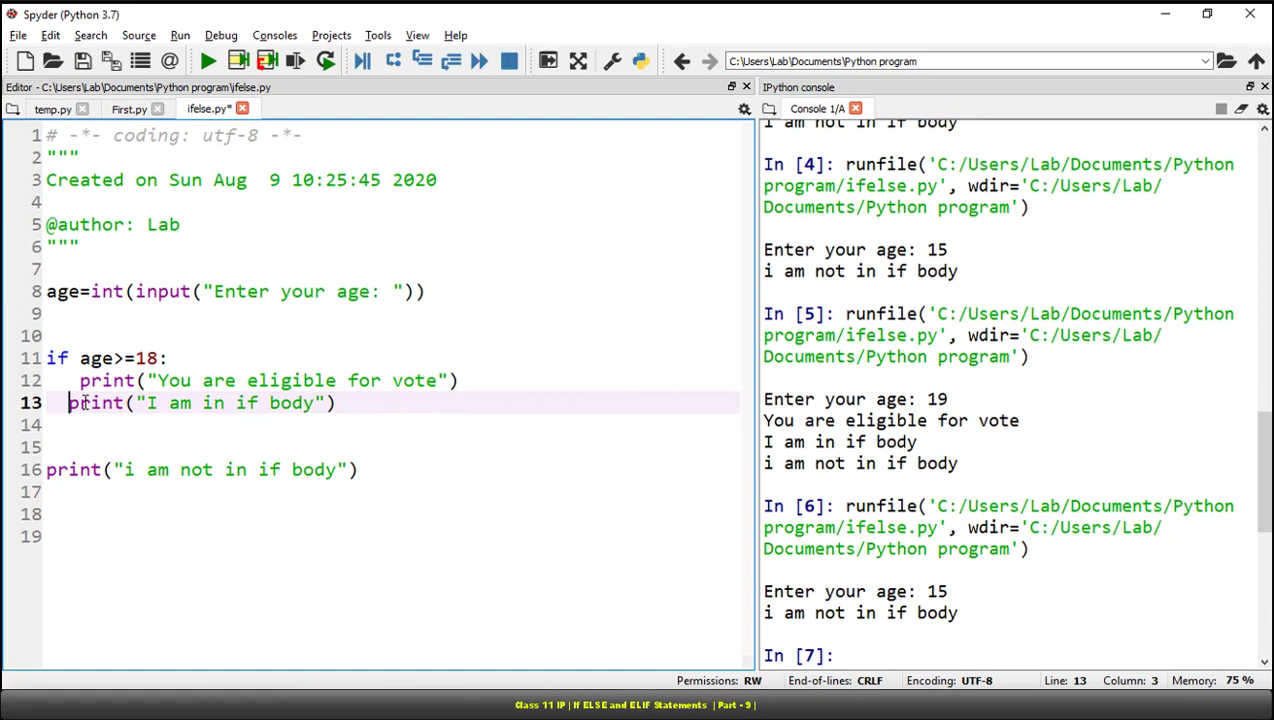 Spyder (Python 3.7)
File Edit Search Source Run Debug Consoles Projects Tools View Help
C:\Users\Lab\Documents\Python program
Editor - C:\Users\Lab\Documents\Python program\ifelse.py
IPython console
temp.py First.py ifelse.py*
Console 1/A
1 # -*- coding: utf-8 -*-
2 """
3 Created on Sun Aug  9 10:25:45 2020
4
5 @author: Lab
6 """
7
8 age=int(input("Enter your age: "))
9
10
11 if age>=18:
12    print("You are eligible for vote")
13   print("I am in if body")
14
15
16 print("i am not in if body")
17
18
19
i am not in if body
In [4]: runfile('C:/Users/Lab/Documents/Python
program/ifelse.py', wdir='C:/Users/Lab/
Documents/Python program')
Enter your age: 15
i am not in if body
In [5]: runfile('C:/Users/Lab/Documents/Python
program/ifelse.py', wdir='C:/Users/Lab/
Documents/Python program')
Enter your age: 19
You are eligible for vote
I am in if body
i am not in if body
In [6]: runfile('C:/Users/Lab/Documents/Python
program/ifelse.py', wdir='C:/Users/Lab/
Documents/Python program')
Enter your age: 15
i am not in if body
In [7]:
Permissions: RW End-of-lines: CRLF Encoding: UTF-8 Line: 13 Column: 3 Memory: 75 %
Class 11 IP | If ELSE and ELIF Statements | Part - 9 |